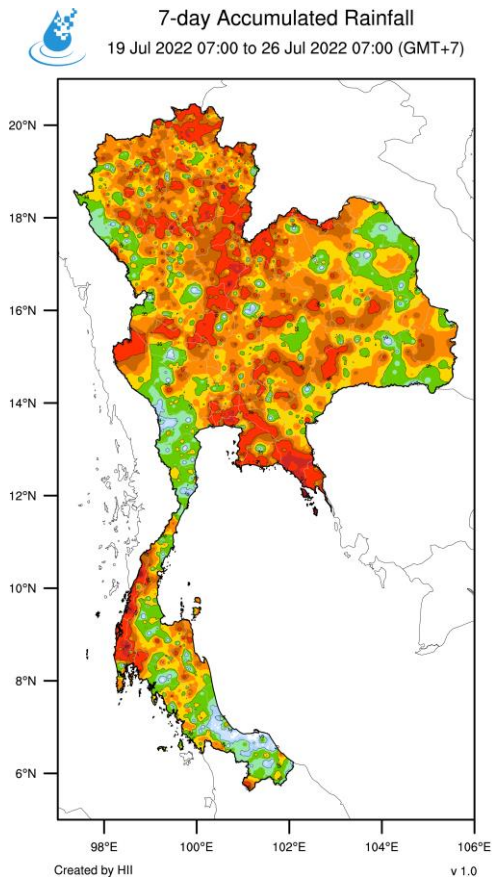 7-day Accumulated Rainfall
19 Jul 2022 07:00 to 26 Jul 2022 07:00 (GMT+7)
20°N
18°N
16°N
14°N
12°N
10°N
8°N
6°N
98°E
100°E
102°E
104°E
106°E
Created by HII
v 1.0